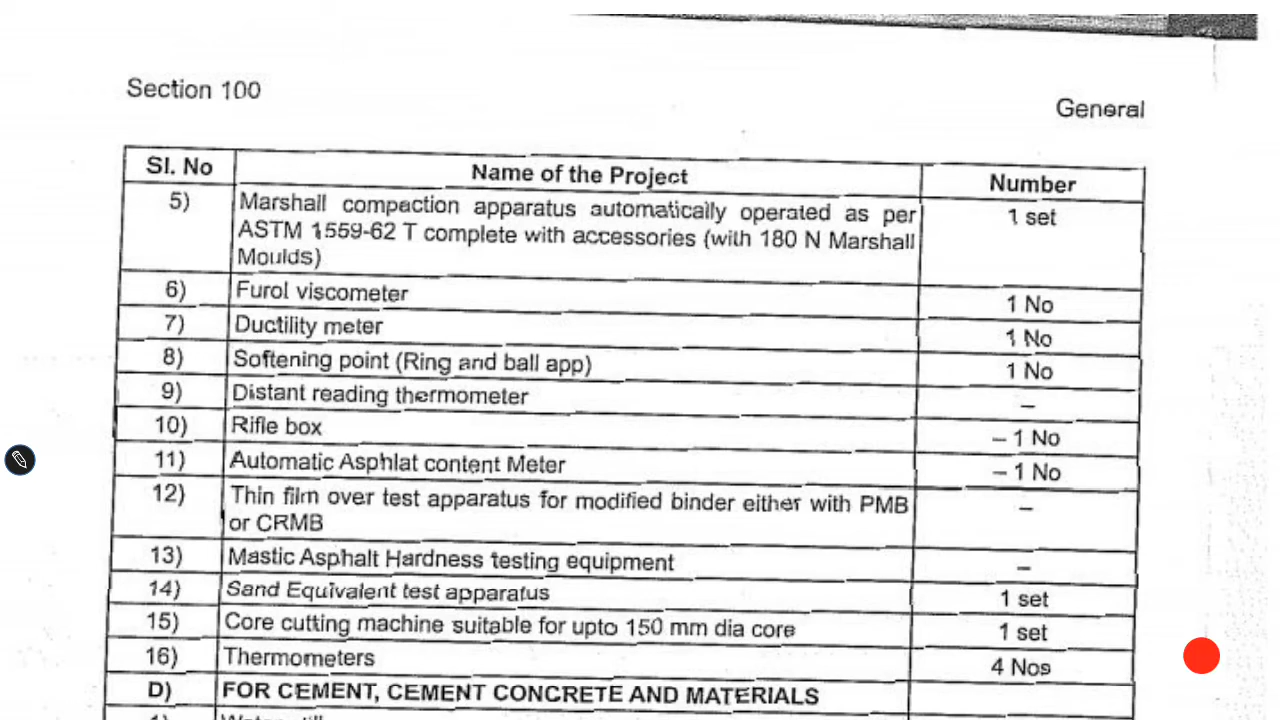 Section 100
General
Sl. No Name of the Project Number
5) Marshall compaction apparatus automatically operated as per 1 set
ASTM 1559-62 T complete with accessories (with 180 N Marshall
Moulds)
6) Furol viscometer 1 No
7) Ductility meter 1 No
8) Softening point (Ring and ball app) 1 No
9) Distant reading thermometer –
10) Rifle box – 1 No
11) Automatic Asphlat content Meter – 1 No
12) Thin film over test apparatus for modified binder either with PMB –
or CRMB
13) Mastic Asphalt Hardness testing equipment –
14) Sand Equivalent test apparatus 1 set
15) Core cutting machine suitable for upto 150 mm dia core 1 set
16) Thermometers 4 Nos
D) FOR CEMENT, CEMENT CONCRETE AND MATERIALS